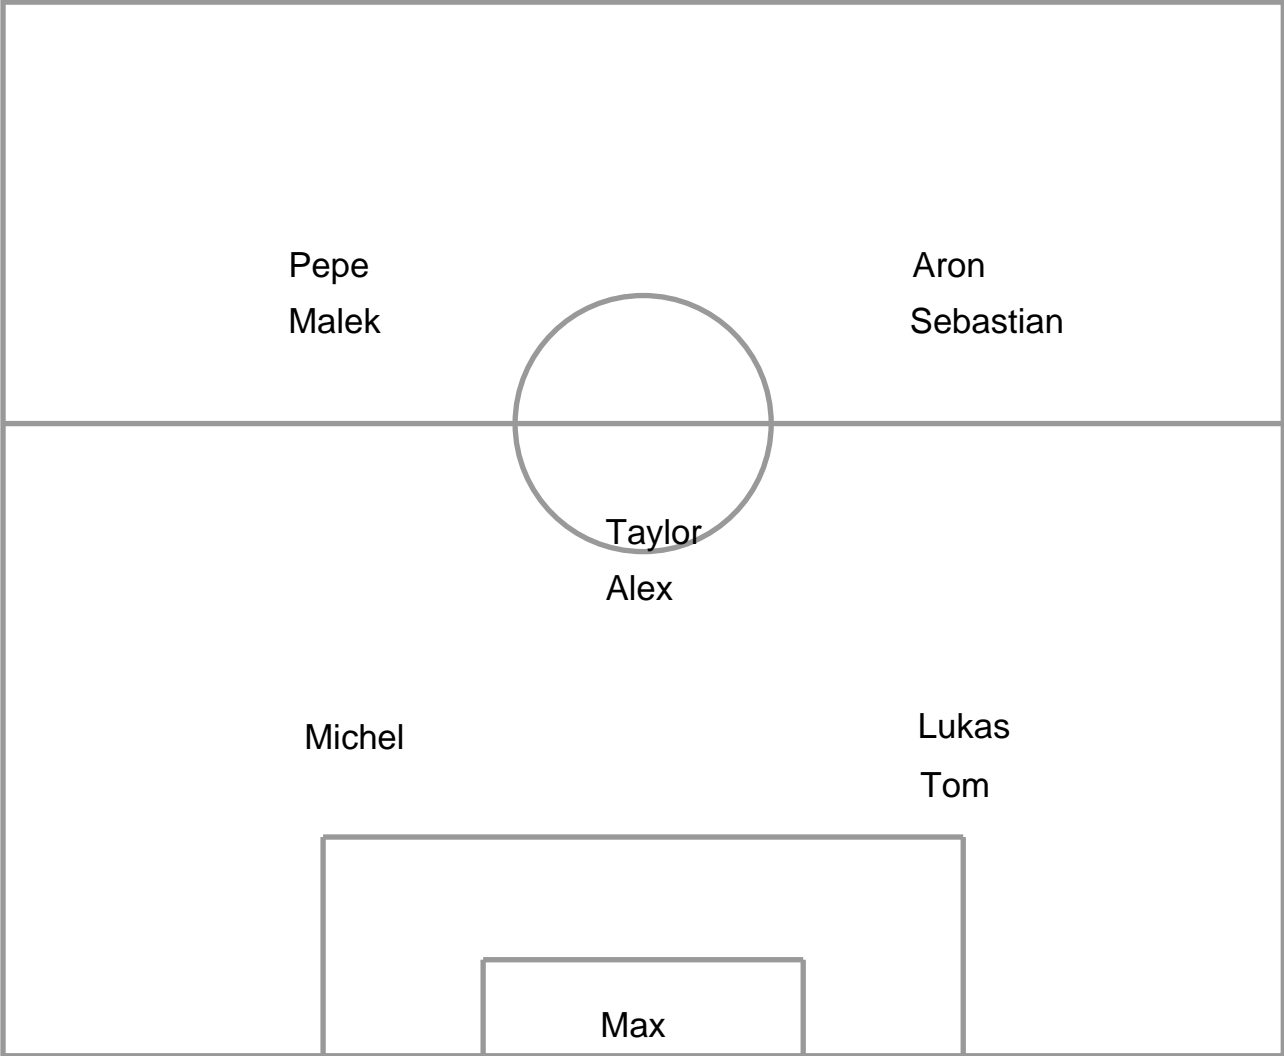 Pepe
Malek
Aron
Sebastian
Taylor
Alex
Michel
Lukas
Tom
Max